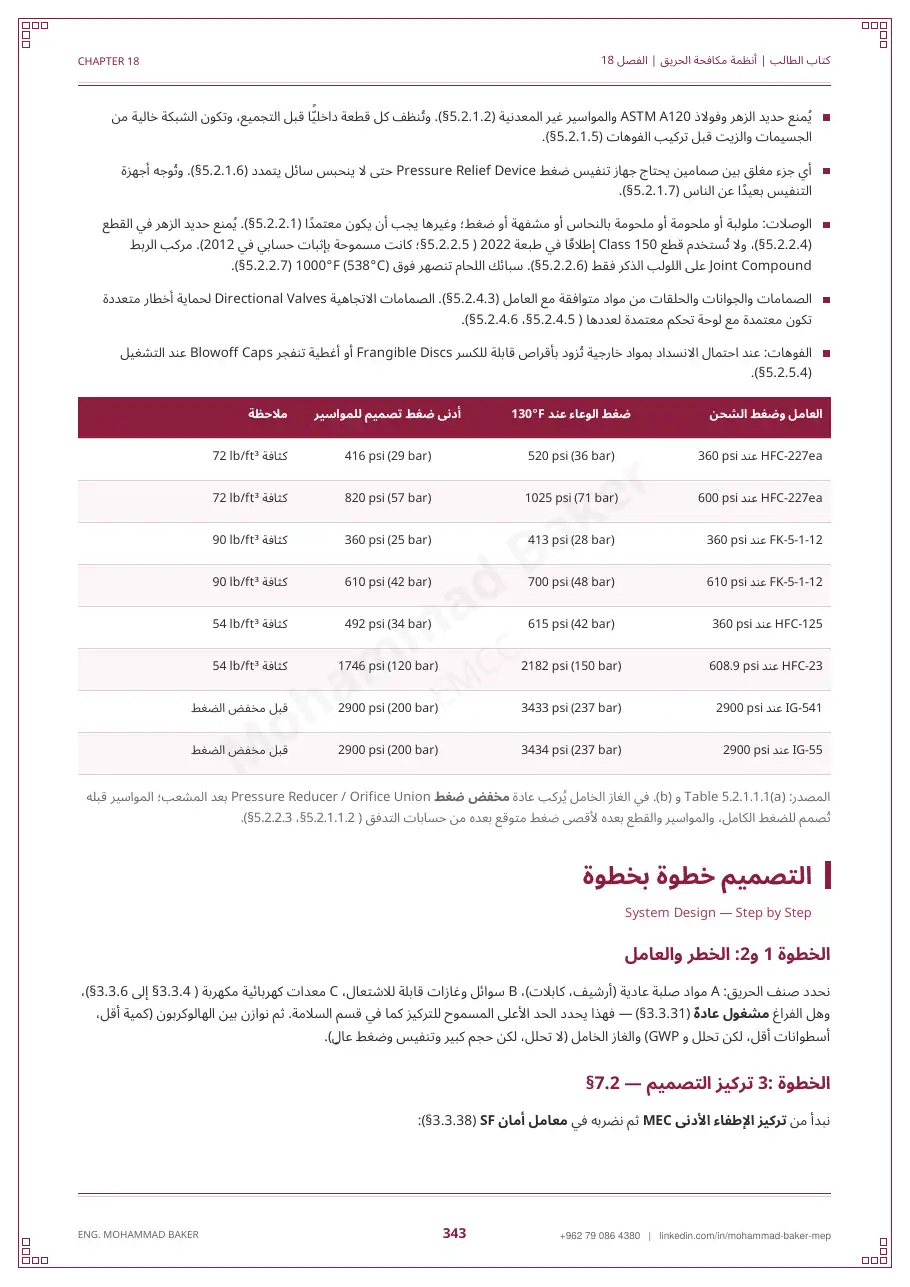 كتاب الطالب | أنظمة مكافحة الحريق | الفصل 18
CHAPTER 18
يُمنع حديد الزهر وفولاذ ASTM A120 والمواسير غير المعدنية (§5.2.1.2). وتُنظف كل قطعة داخليًّا قبل التجميع، وتكون الشبكة خالية من
الجسيمات والزيت قبل تركيب الفوهات (§5.2.1.5).
أي جزء مغلق بين صمامين يحتاج جهاز تنفيس ضغط Pressure Relief Device حتى لا ينحبس سائل يتمدد (§5.2.1.6). وتُوجه أجهزة
التنفيس بعيدًا عن الناس (§5.2.1.7).
الوصلات: ملولبة أو ملحومة أو ملحومة بالنحاس أو مشفهة أو ضغط؛ وغيرها يجب أن يكون معتمدًا (§5.2.2.1). يُمنع حديد الزهر في القطع
(§5.2.2.4)، ولا تُستخدم قطع Class 150 إطلاقًا في طبعة 2022 (§5.2.2.5؛ كانت مسموحة بإثبات حسابي في 2012). مركب الربط
Joint Compound على اللولب الذكر فقط (§5.2.2.6). سبائك اللحام تنصهر فوق 1000°F (538°C) (§5.2.2.7).
الصمامات والجوانات والحلقات من مواد متوافقة مع العامل (§5.2.4.3). الصمامات الاتجاهية Directional Valves لحماية أخطار متعددة
تكون معتمدة مع لوحة تحكم معتمدة لعددها (§5.2.4.5، §5.2.4.6).
الفوهات: عند احتمال الانسداد بمواد خارجية تُزود بأقراص قابلة للكسر Frangible Discs أو أغطية تنفجر Blowoff Caps عند التشغيل
(§5.2.5.4).
العامل وضغط الشحن | ضغط الوعاء عند 130°F | أدنى ضغط تصميم للمواسير | ملاحظة
HFC-227ea عند 360 psi | 520 psi (36 bar) | 416 psi (29 bar) | كثافة 72 lb/ft³
HFC-227ea عند 600 psi | 1025 psi (71 bar) | 820 psi (57 bar) | كثافة 72 lb/ft³
FK-5-1-12 عند 360 psi | 413 psi (28 bar) | 360 psi (25 bar) | كثافة 90 lb/ft³
FK-5-1-12 عند 610 psi | 700 psi (48 bar) | 610 psi (42 bar) | كثافة 90 lb/ft³
HFC-125 عند 360 psi | 615 psi (42 bar) | 492 psi (34 bar) | كثافة 54 lb/ft³
HFC-23 عند 608.9 psi | 2182 psi (150 bar) | 1746 psi (120 bar) | كثافة 54 lb/ft³
IG-541 عند 2900 psi | 3433 psi (237 bar) | 2900 psi (200 bar) | قبل مخفض الضغط
IG-55 عند 2900 psi | 3434 psi (237 bar) | 2900 psi (200 bar) | قبل مخفض الضغط
Mohammad Baker
EMCC
المصدر: Table 5.2.1.1.1(a) و (b). في الغاز الخامل يُركب عادة مخفض ضغط Pressure Reducer / Orifice Union بعد المشعب؛ المواسير قبله
تُصمم للضغط الكامل، والمواسير والقطع بعده لأقصى ضغط متوقع بعده من حسابات التدفق (§5.2.1.1.2، §5.2.2.3).
التصميم خطوة بخطوة
System Design — Step by Step
الخطوة 1 و2: الخطر والعامل
نحدد صنف الحريق: A مواد صلبة عادية (أرشيف، كابلات)، B سوائل وغازات قابلة للاشتعال، C معدات كهربائية مكهربة (§3.3.4 إلى §3.3.6)،
وهل الفراغ مشغول عادةً (§3.3.31) — فهذا يحدد الحد الأعلى المسموح للتركيز كما في قسم السلامة. ثم نوازن بين الهالوكربون (كمية أقل،
أسطوانات أقل، لكن تحلل و GWP) والغاز الخامل (لا تحلل، لكن حجم كبير وتنفيس وضغط عالٍ).
الخطوة 3: تركيز التصميم — §7.2
نبدأ من تركيز الإطفاء الأدنى MEC ثم نضربه في معامل أمان SF (§3.3.38):
ENG. MOHAMMAD BAKER
343
+962 79 086 4380 | linkedin.com/in/mohammad-baker-mep